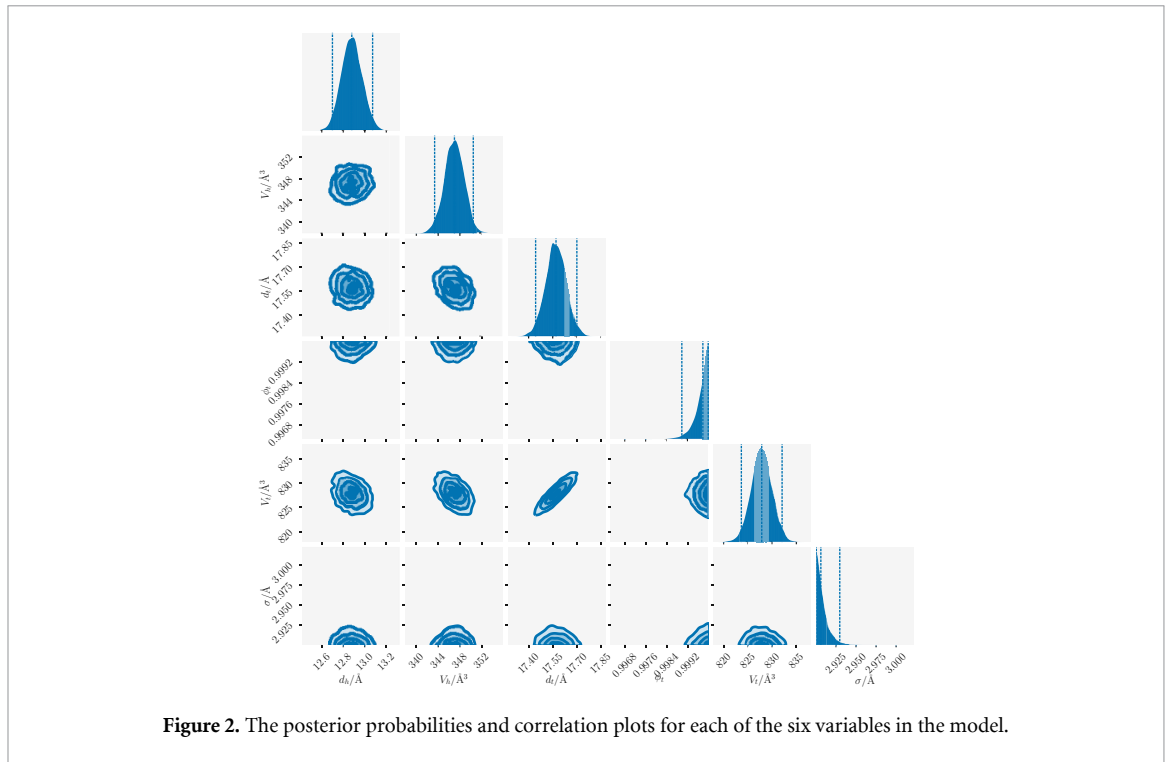 352
348
344
340
V_h/Å³
17.85
17.70
17.55
17.40
d_t/Å
0.9992
0.9984
0.9976
0.9968
835
830
825
820
V_t/Å³
3.000
2.975
2.950
2.925
σ/Å
12.6 12.8 13.0 13.2
d_h/Å
340 344 348 352
V_h/Å³
17.40 17.55 17.70 17.85
d_t/Å
0.9968 0.9976 0.9984 0.9992
820 825 830 835
V_t/Å³
2.925 2.950 2.975 3.000
σ/Å
Figure 2. The posterior probabilities and correlation plots for each of the six variables in the model.